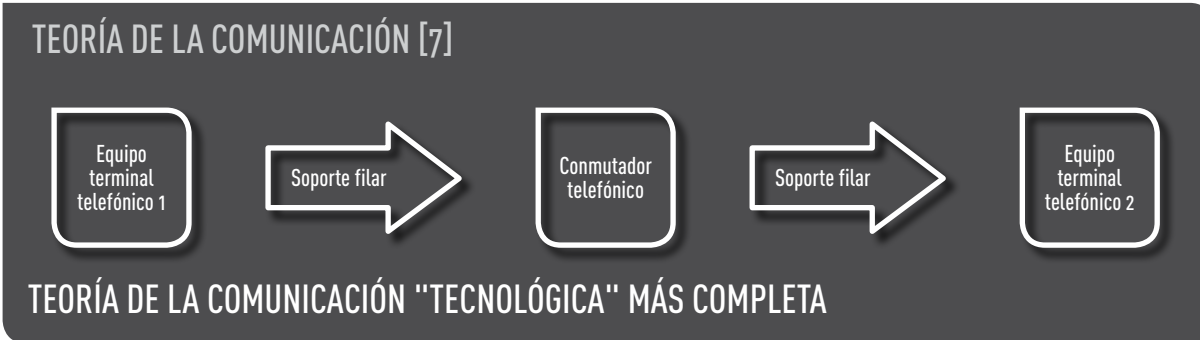 TEORÍA DE LA COMUNICACIÓN [7]
Equipo
terminal
telefónico 1
Soporte filar
Conmutador
telefónico
Soporte filar
Equipo
terminal
telefónico 2
TEORÍA DE LA COMUNICACIÓN "TECNOLÓGICA" MÁS COMPLETA